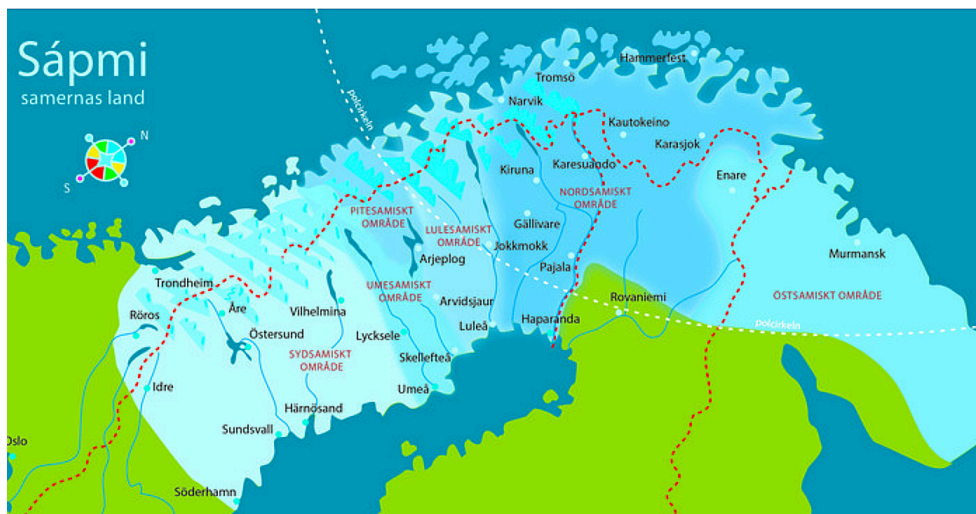 Sápmi
samernas land
N
S
polcirkeln
Hammerfest
Tromsö
Narvik
Kautokeino
Karasjok
Kiruna
Karesuando
Enare
NORDSAMISKT
OMRÅDE
PITESAMISKT
OMRÅDE
LULESAMISKT
OMRÅDE
Gällivare
Jokkmokk
Murmansk
Arjeplog
Pajala
Trondheim
UMESAMISKT
OMRÅDE
Arvidsjaur
Rovaniemi
ÖSTSAMISKT OMRÅDE
Röros
Åre
Vilhelmina
Luleå
Haparanda
polcirkeln
Östersund
Lycksele
SYDSAMISKT
OMRÅDE
Skellefteå
Idre
Umeå
Härnösand
Sundsvall
Oslo
Söderhamn